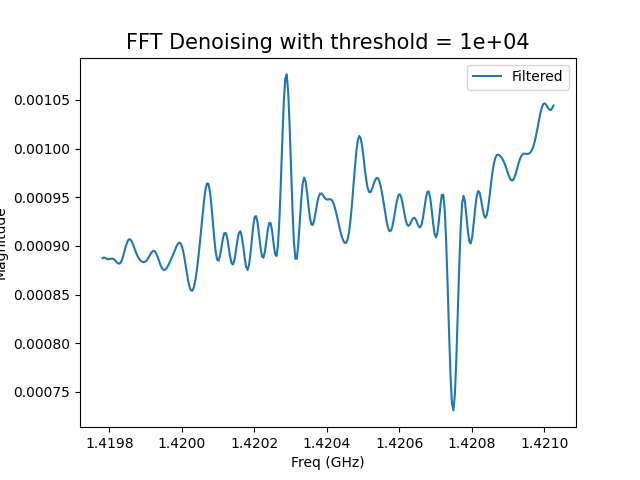 FFT Denoising with threshold = 1e+04
Filtered
0.00105
0.00100
0.00095
0.00090
0.00085
0.00080
0.00075
Magnitude
1.4198 1.4200 1.4202 1.4204 1.4206 1.4208 1.4210
Freq (GHz)